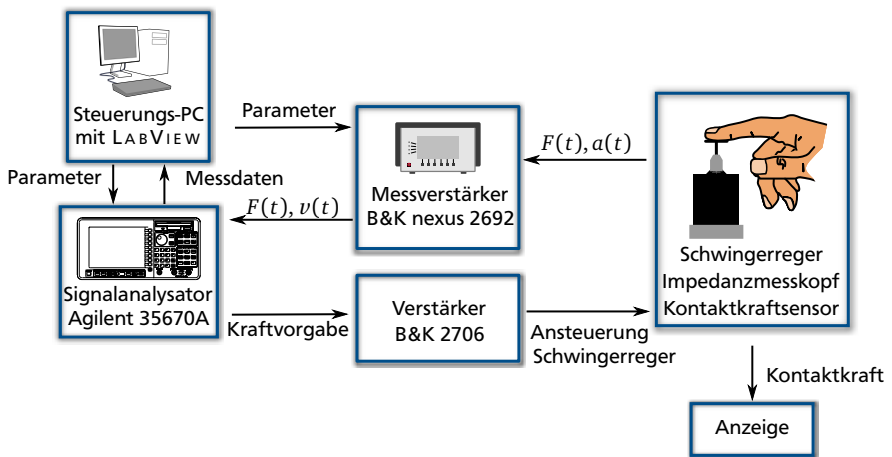 Steuerungs-PC
mit LABVIEW
Parameter
Parameter
Messdaten
Messverstärker
B&K nexus 2692
F(t), a(t)
F(t), v(t)
Schwingerreger
Impedanzmesskopf
Kontaktkraftsensor
Signalanalysator
Agilent 35670A
Kraftvorgabe
Verstärker
B&K 2706
Ansteuerung
Schwingerreger
Kontaktkraft
Anzeige